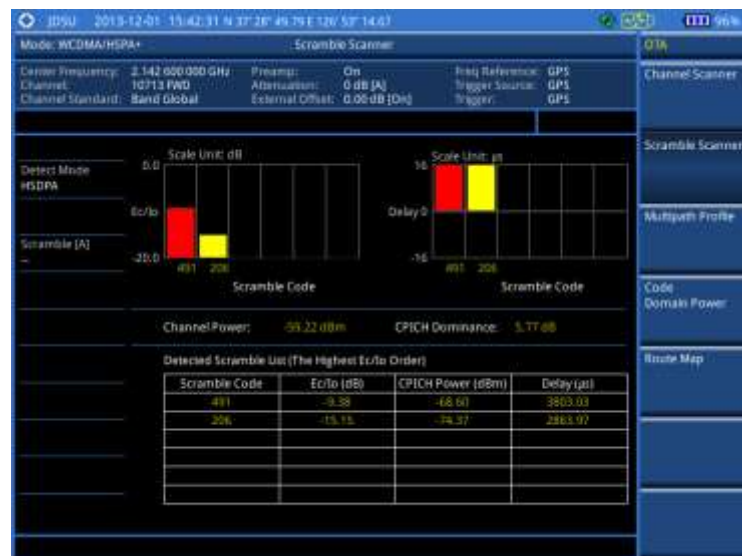 JDSU 2013-12-01 15:42:31 N 37° 28' 49.79 E 126° 53' 14.67 96%
Mode: WCDMA/HSPA+ Scramble Scanner OTA
Center Frequency: 2.142 600 000 GHz Preamp: On Freq Reference: GPS
Channel: 10713 FWD Attenuation: 0 dB [A] Trigger Source: GPS
Channel Standard: Band Global External Offset: 0.00 dB [On] Trigger: GPS
Channel Scanner
Scramble Scanner
Multipath Profile
Code
Domain Power
Route Map
Detect Mode
HSDPA
Scramble [A]
--
Scale Unit: dB
0.0
Ec/Io
-20.0
491 206
Scramble Code
Scale Unit: µs
16
Delay 0
-16
491 206
Scramble Code
Channel Power: -59.22 dBm CPICH Dominance: 5.77 dB
Detected Scramble List (The Highest Ec/Io Order)
Scramble Code Ec/Io (dB) CPICH Power (dBm) Delay (µs)
491 -9.38 -68.60 3803.03
206 -15.15 -74.37 2863.97